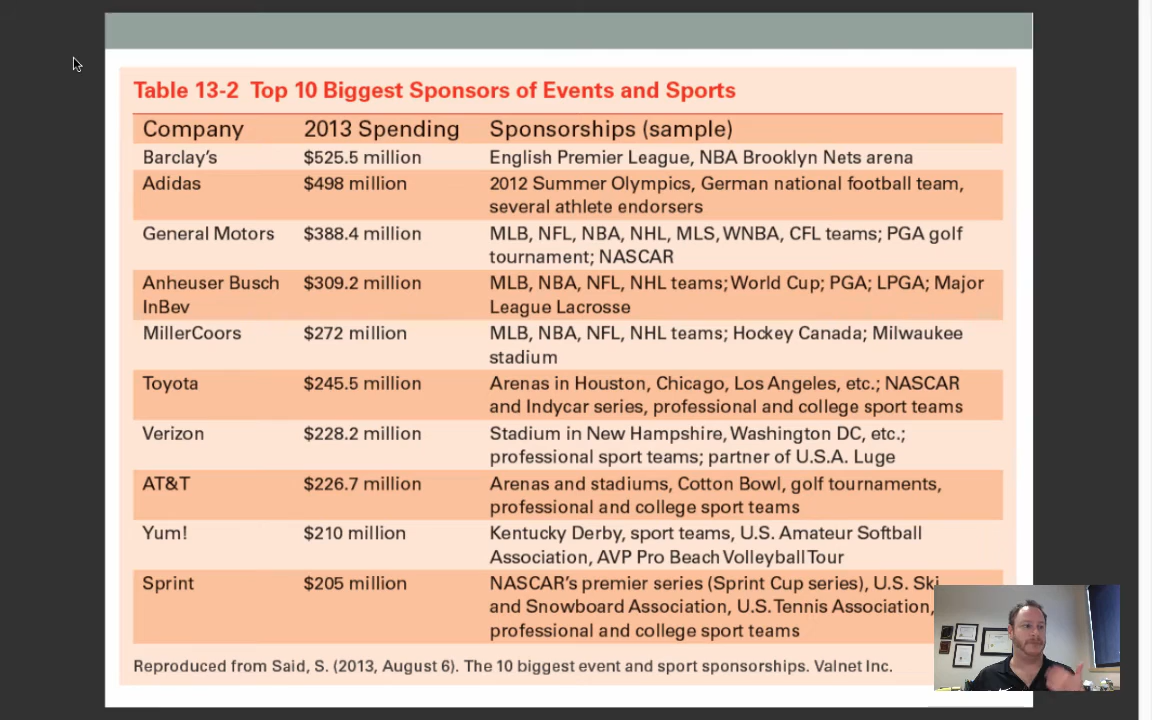 Table 13-2 Top 10 Biggest Sponsors of Events and Sports
Company 2013 Spending Sponsorships (sample)
Barclay's $525.5 million English Premier League, NBA Brooklyn Nets arena
Adidas $498 million 2012 Summer Olympics, German national football team,
several athlete endorsers
General Motors $388.4 million MLB, NFL, NBA, NHL, MLS, WNBA, CFL teams; PGA golf
tournament; NASCAR
Anheuser Busch $309.2 million MLB, NBA, NFL, NHL teams; World Cup; PGA; LPGA; Major
InBev League Lacrosse
MillerCoors $272 million MLB, NBA, NFL, NHL teams; Hockey Canada; Milwaukee
stadium
Toyota $245.5 million Arenas in Houston, Chicago, Los Angeles, etc.; NASCAR
and Indycar series, professional and college sport teams
Verizon $228.2 million Stadium in New Hampshire, Washington DC, etc.;
professional sport teams; partner of U.S.A. Luge
AT&T $226.7 million Arenas and stadiums, Cotton Bowl, golf tournaments,
professional and college sport teams
Yum! $210 million Kentucky Derby, sport teams, U.S. Amateur Softball
Association, AVP Pro Beach Volleyball Tour
Sprint $205 million NASCAR's premier series (Sprint Cup series), U.S. Ski
and Snowboard Association, U.S. Tennis Association,
professional and college sport teams
Reproduced from Said, S. (2013, August 6). The 10 biggest event and sport sponsorships. Valnet Inc.